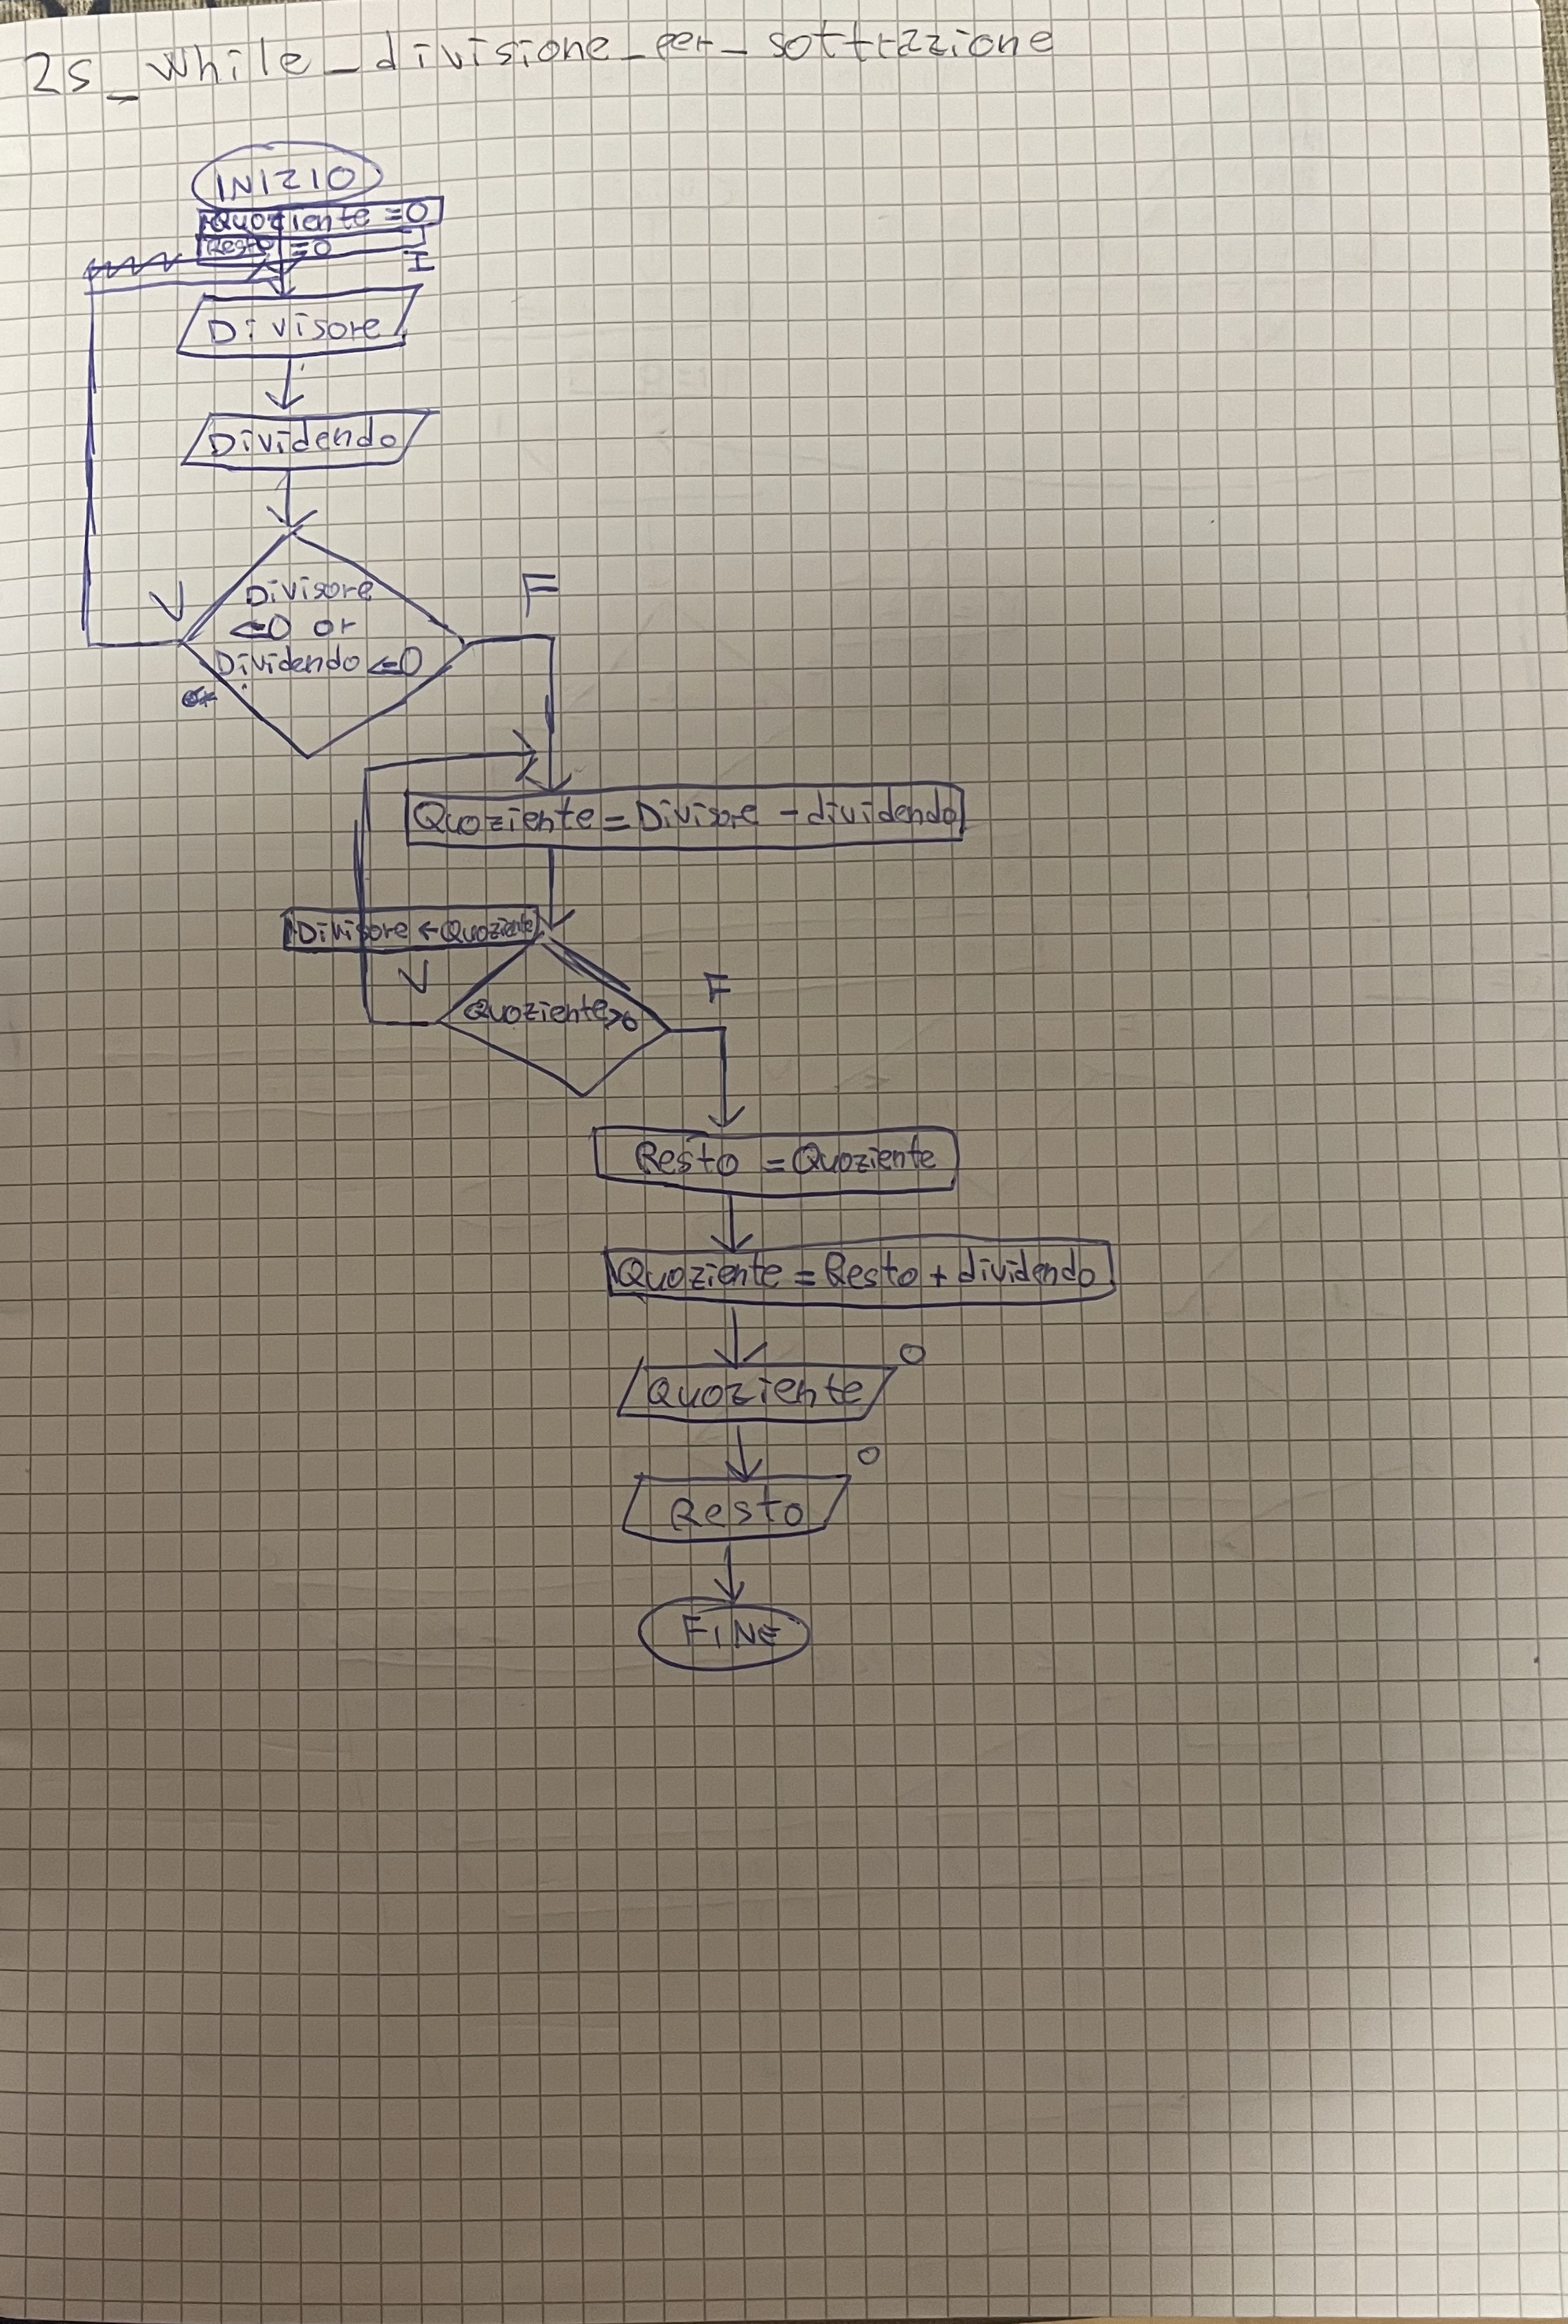 2S_While_divisione_per_sottrazione
INIZIO
Quoziente =0
Resto =0
I
Divisore
Dividendo
V
F
Divisore
<=0 or
Dividendo <=0
Quoziente = Divisore - dividendo
Divisore ← Quoziente
V
F
Quoziente>0
Resto = Quoziente
Quoziente = Resto + dividendo
O
Quoziente
O
Resto
FINE